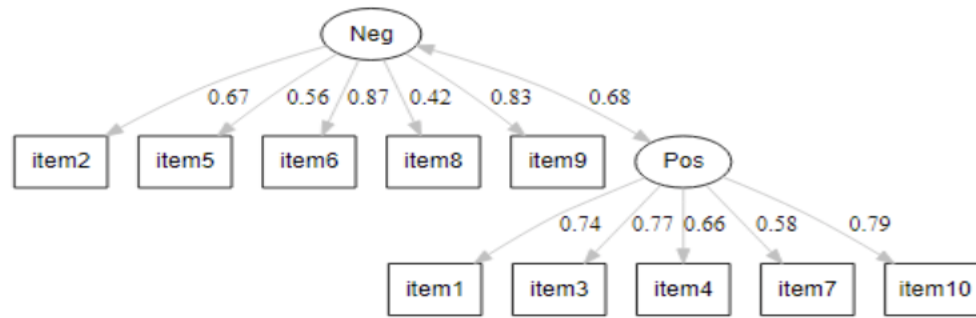 Neg
0.67 0.56 0.87 0.42 0.83 0.68
item2 item5 item6 item8 item9 Pos
0.74 0.77 0.66 0.58 0.79
item1 item3 item4 item7 item10